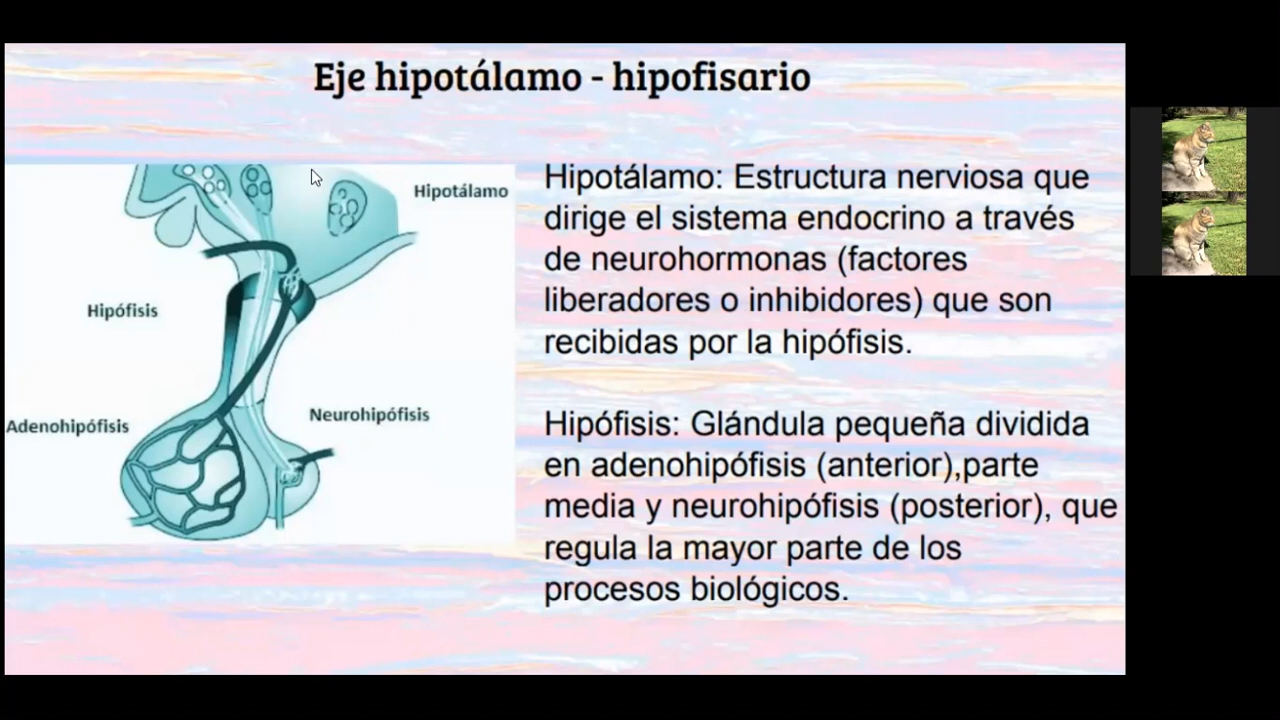 Eje hipotálamo - hipofisario
Hipotálamo
Hipófisis
Adenohipófisis
Neurohipófisis
Hipotálamo: Estructura nerviosa que
dirige el sistema endocrino a través
de neurohormonas (factores
liberadores o inhibidores) que son
recibidas por la hipófisis.
Hipófisis: Glándula pequeña dividida
en adenohipófisis (anterior),parte
media y neurohipófisis (posterior), que
regula la mayor parte de los
procesos biológicos.